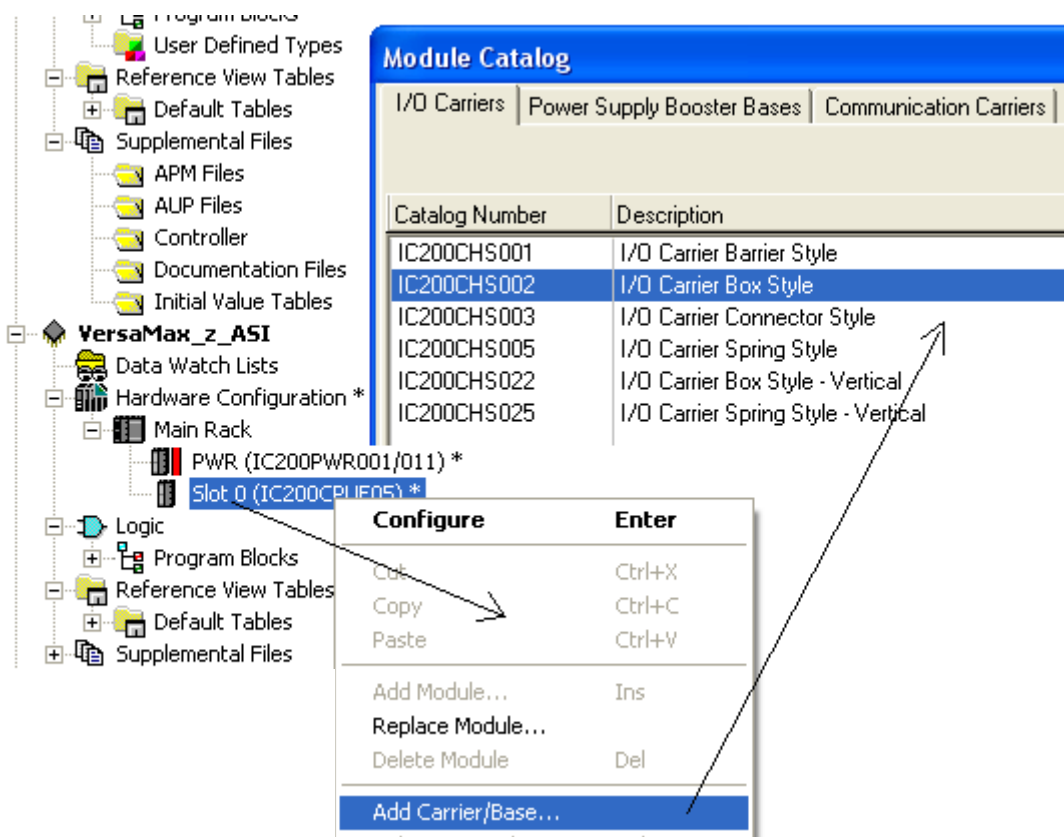 Program Blocks
User Defined Types
Reference View Tables
Default Tables
Supplemental Files
APM Files
AUP Files
Controller
Documentation Files
Initial Value Tables
VersaMax_z_ASI
Data Watch Lists
Hardware Configuration *
Main Rack
PWR (IC200PWR001/011) *
Slot 0 (IC200CPUE05) *
Logic
Program Blocks
Reference View Tables
Default Tables
Supplemental Files
Module Catalog
I/O Carriers Power Supply Booster Bases Communication Carriers
Catalog Number Description
IC200CHS001 I/O Carrier Barrier Style
IC200CHS002 I/O Carrier Box Style
IC200CHS003 I/O Carrier Connector Style
IC200CHS005 I/O Carrier Spring Style
IC200CHS022 I/O Carrier Box Style - Vertical
IC200CHS025 I/O Carrier Spring Style - Vertical
Configure Enter
Cut Ctrl+X
Copy Ctrl+C
Paste Ctrl+V
Add Module... Ins
Replace Module...
Delete Module Del
Add Carrier/Base...